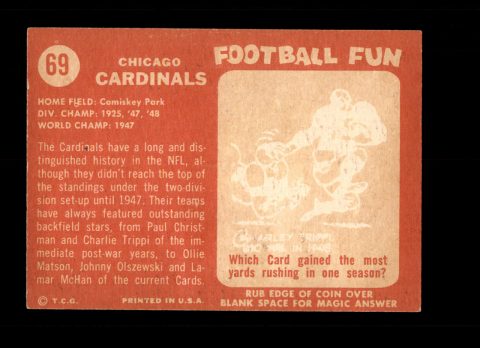 69
CHICAGO
CARDINALS
HOME FIELD: Comiskey Park
DIV. CHAMP: 1925, '47, '48
WORLD CHAMP: 1947
The Cardinals have a long and dis-
tinguished history in the NFL, al-
though they didn't reach the top of
the standings under the two-divi-
sion set-up until 1947. Their teams
have always featured outstanding
backfield stars, from Paul Christ-
man and Charlie Trippi of the im-
mediate post-war years, to Ollie
Matson, Johnny Olszewski and La-
mar McHan of the current Cards.
© T.C.G. PRINTED IN U.S.A.
FOOTBALL FUN
TRIPPI
Which Card gained the most
yards rushing in one season?
RUB EDGE OF COIN OVER
BLANK SPACE FOR MAGIC ANSWER